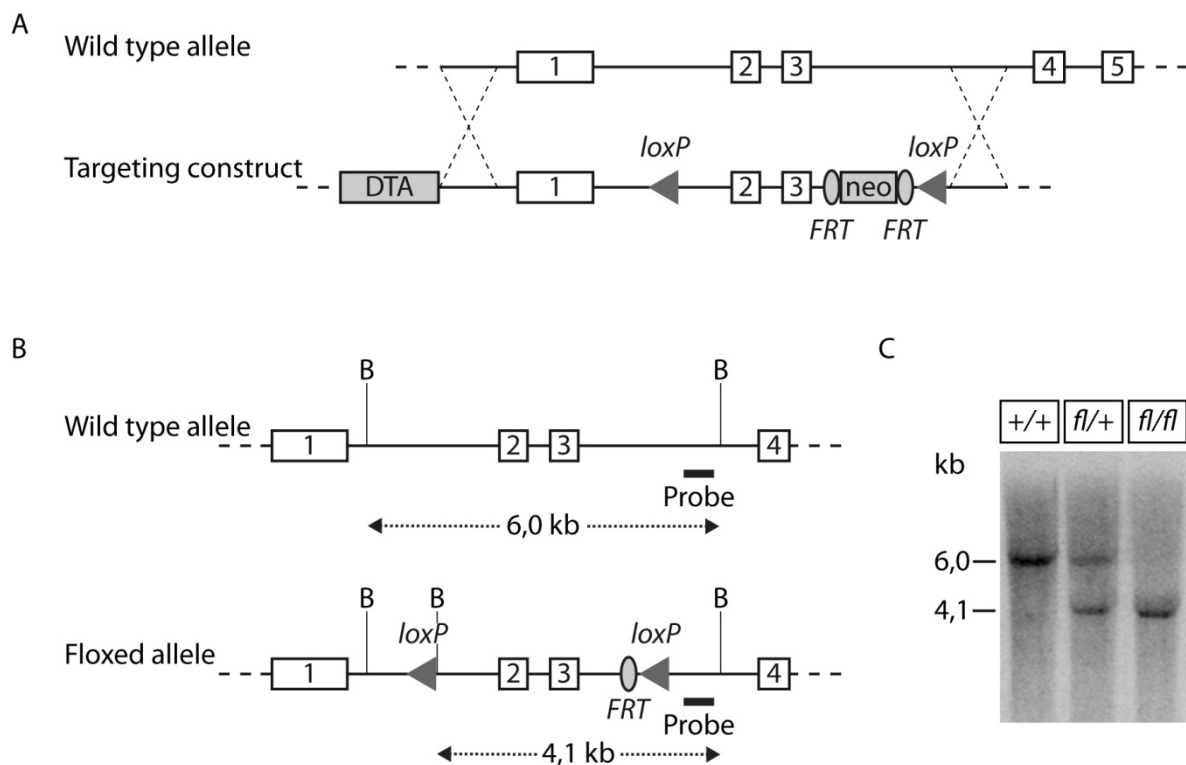 A
Wild type allele
1 2 3 4 5
Targeting construct
loxP loxP
DTA 1 2 3 neo
FRT FRT
B
B B
Wild type allele
1 2 3 4
Probe
6,0 kb
B B B
loxP loxP
Floxed allele
1 2 3 4
FRT
Probe
4,1 kb
C
+/+ fl/+ fl/fl
kb
6,0
4,1